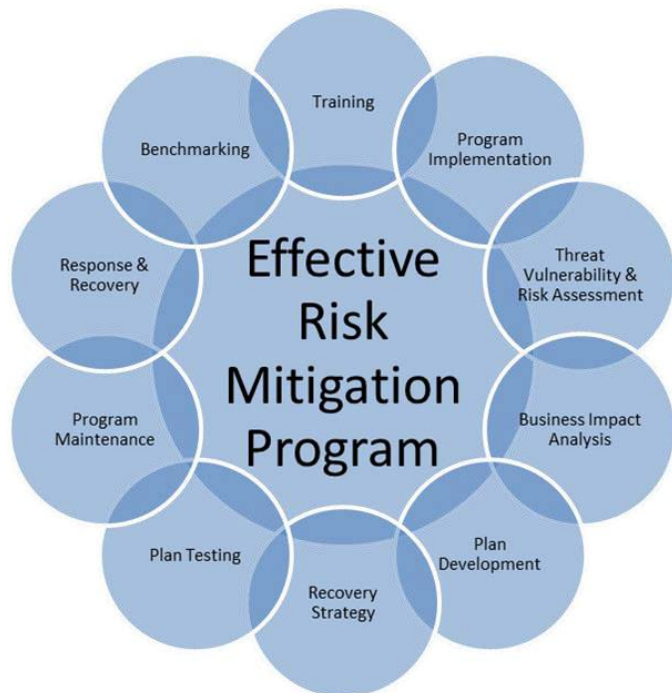 Training
Program
Implementation
Threat
Vulnerability &
Risk Assessment
Business Impact
Analysis
Plan
Development
Recovery
Strategy
Plan Testing
Program
Maintenance
Response &
Recovery
Benchmarking
Effective
Risk
Mitigation
Program